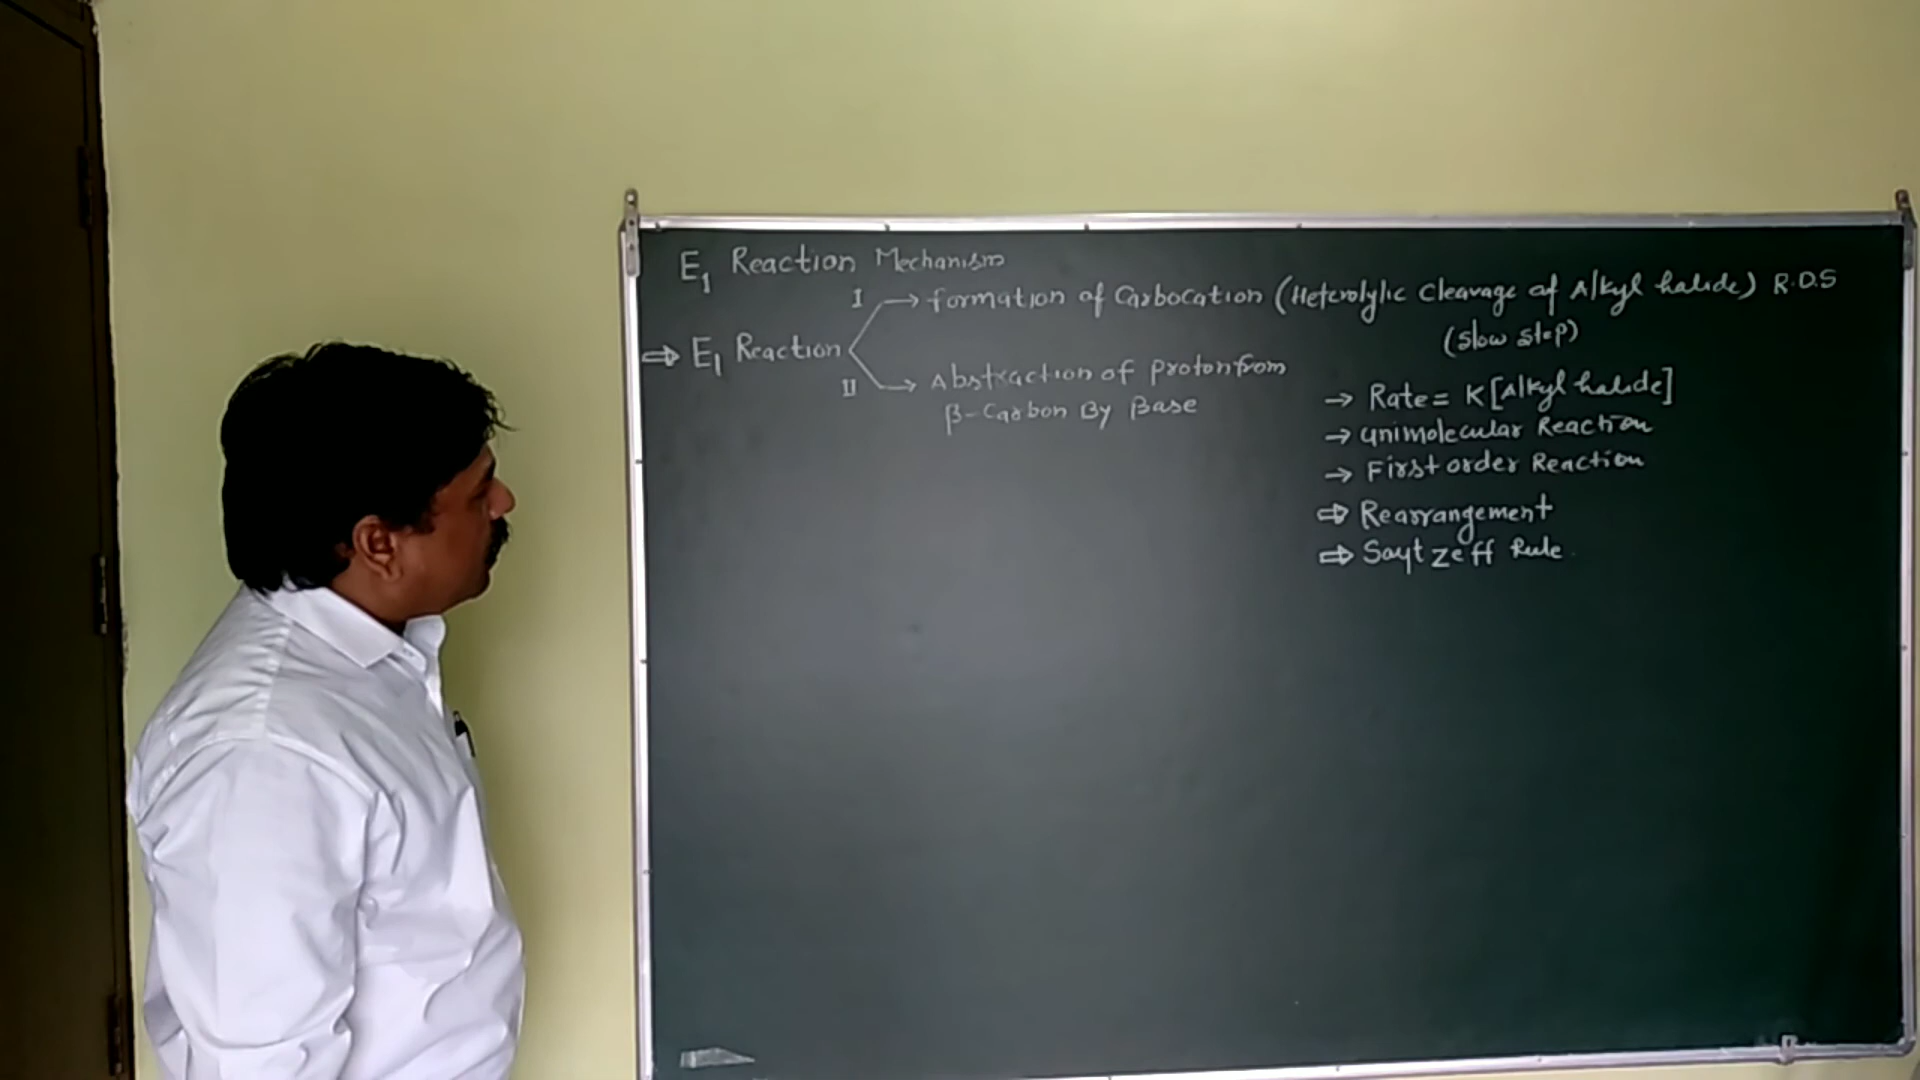 E1 Reaction Mechanism
I → formation of Carbocation (Heterolylic Cleavage of Alkyl halide) R.D.S
(slow step)
⇒ E1 Reaction
II → Abstraction of Proton from
β-Carbon By Base
→ Rate = K[Alkyl halide]
→ Unimolecular Reaction
→ First order Reaction
⇒ Rearrangement
⇒ Saytzeff Rule